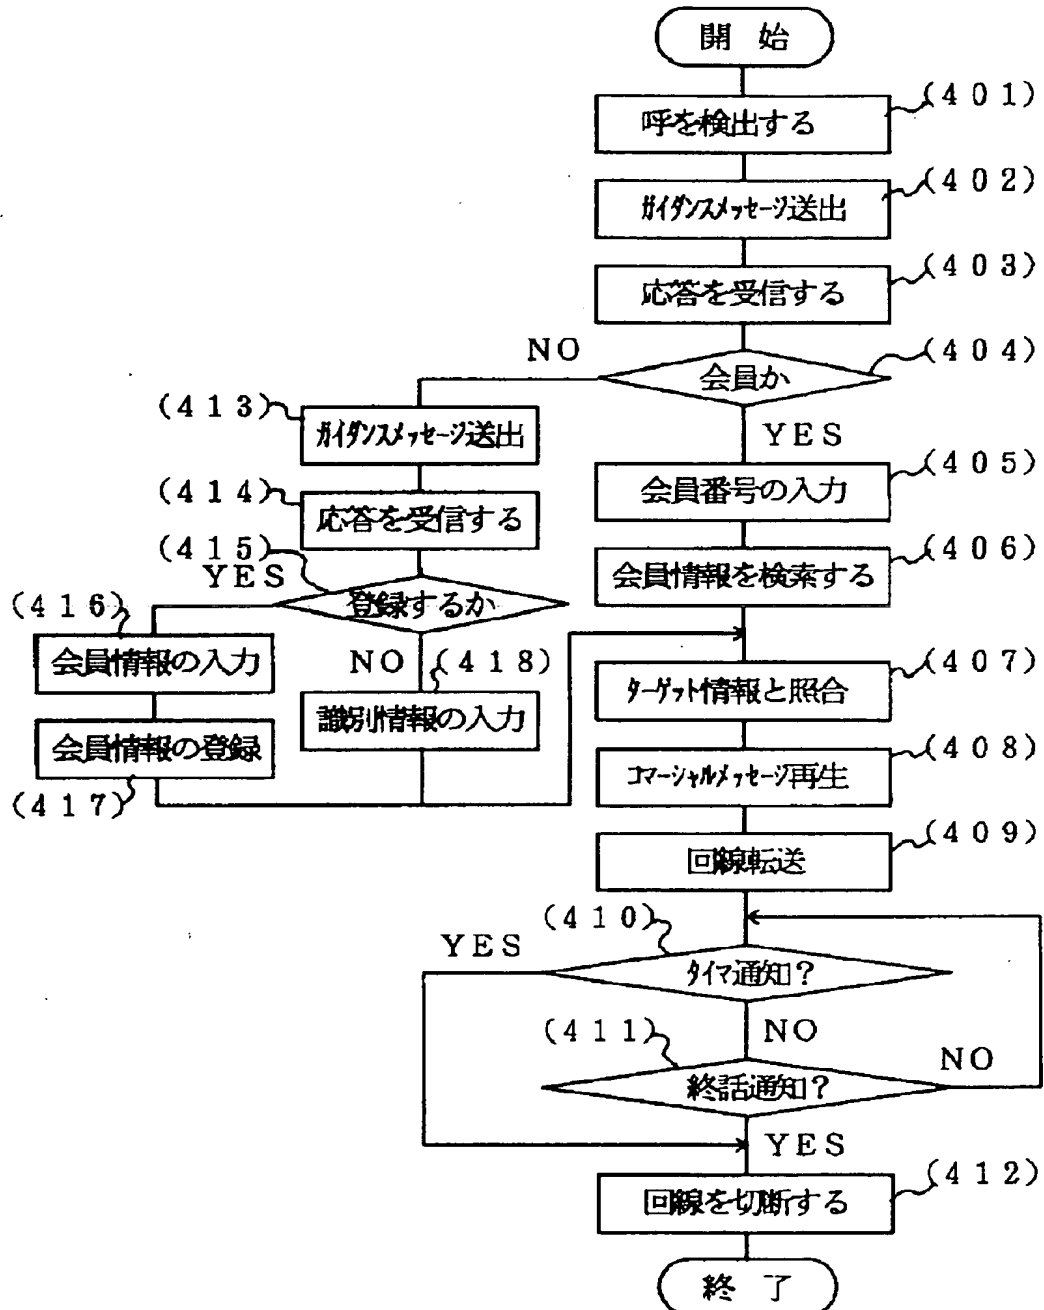 開 始
(401)
呼を検出する
(402)
ガイダンスメッセージ送出
(403)
応答を受信する
(404)
NO
会員か
(413)
ガイダンスメッセージ送出
YES
(405)
会員番号の入力
(414)
応答を受信する
(415)
YES
登録するか
(406)
会員情報を検索する
(416)
会員情報の入力
NO
(418)
識別情報の入力
(407)
ターゲット情報と照合
会員情報の登録
(417)
(408)
コマーシャルメッセージ再生
(409)
回線転送
(410)
YES
タイマ通知?
NO
(411)
終話通知?
NO
YES
(412)
回線を切断する
終 了